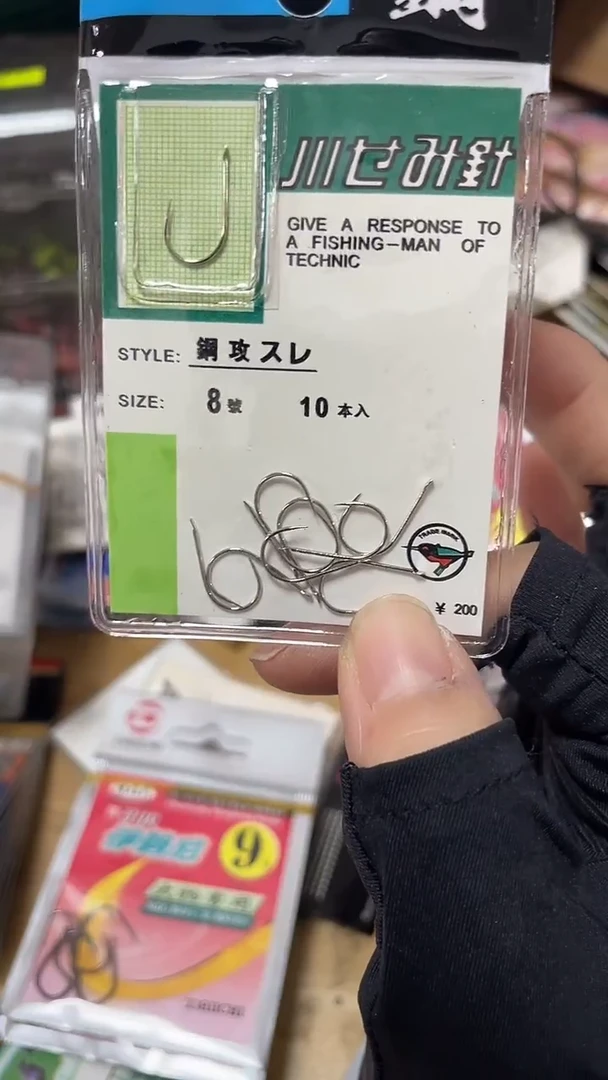 川せみ針
GIVE A RESPONSE TO
A FISHING-MAN OF
TECHNIC
STYLE: 鋼攻スレ
SIZE: 8號 10本入
TRADE MARK
¥ 200
9